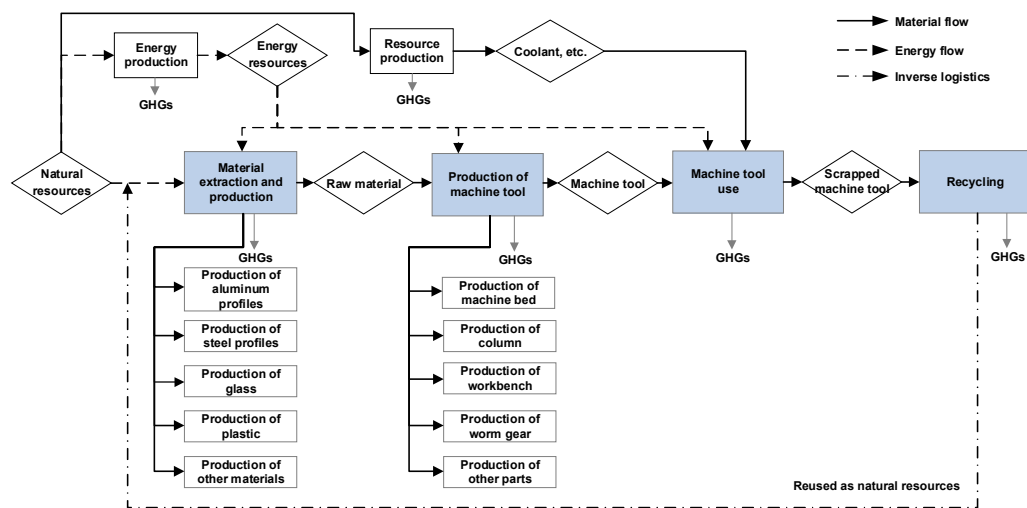 Material flow
Energy flow
Inverse logistics
Energy
production
Energy
resources
Resource
production
Coolant, etc.
GHGs
GHGs
Natural
resources
Material
extraction and
production
Raw material
Production of
machine tool
Machine tool
Machine tool
use
Scrapped
machine tool
Recycling
GHGs
GHGs
GHGs
GHGs
Production of
aluminum profiles
Production of
steel profiles
Production of
glass
Production of
plastic
Production of
other materials
Production of
machine bed
Production of
column
Production of
workbench
Production of
worm gear
Production of
other parts
Reused as natural resources